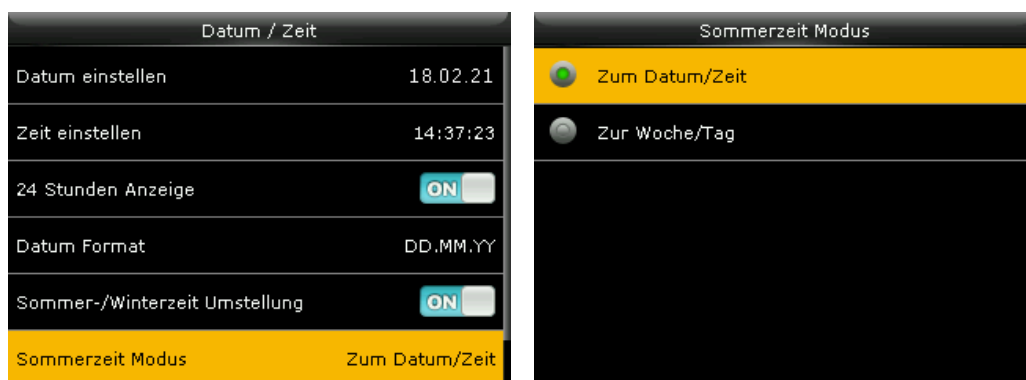 Datum / Zeit
Datum einstellen 18.02.21
Zeit einstellen 14:37:23
24 Stunden Anzeige ON
Datum Format DD.MM.YY
Sommer-/Winterzeit Umstellung ON
Sommerzeit Modus Zum Datum/Zeit
Sommerzeit Modus
Zum Datum/Zeit
Zur Woche/Tag